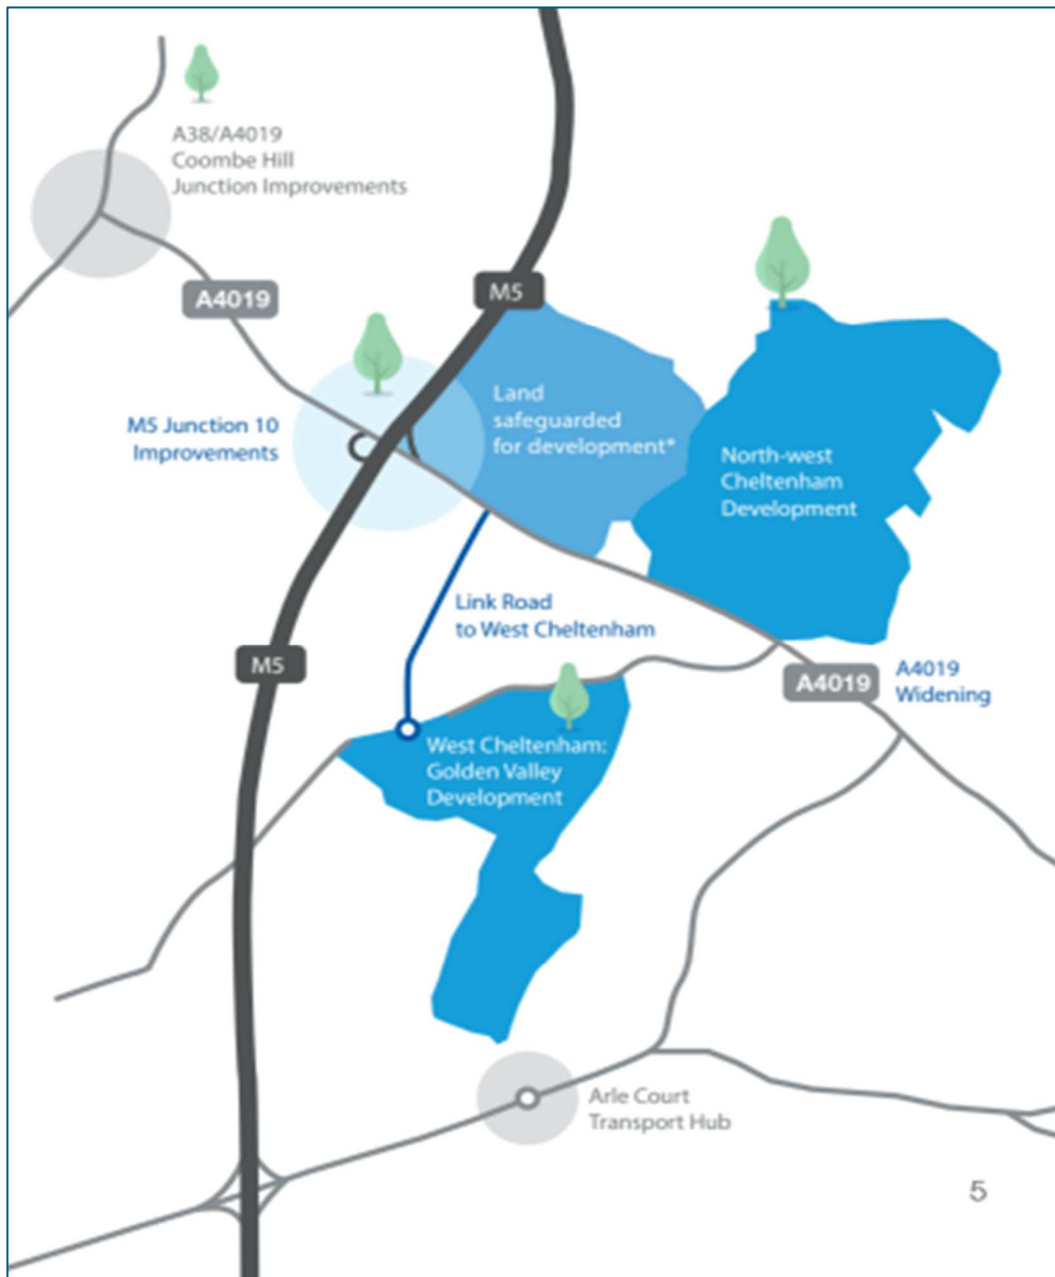 A38/A4019
Coombe Hill
Junction Improvements
A4019
M5
M5 Junction 10
Improvements
Land
safeguarded
for development*
North-west
Cheltenham
Development
Link Road
to West Cheltenham
M5
A4019
A4019
Widening
West Cheltenham:
Golden Valley
Development
Arle Court
Transport Hub
5